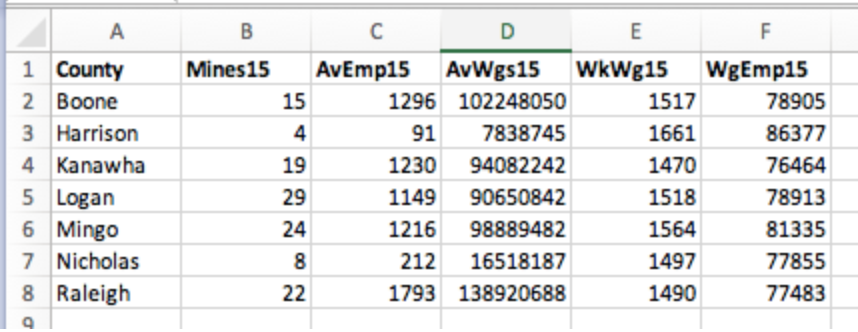 A B C D E F
1 County Mines15 AvEmp15 AvWgs15 WkWg15 WgEmp15
2 Boone 15 1296 102248050 1517 78905
3 Harrison 4 91 7838745 1661 86377
4 Kanawha 19 1230 94082242 1470 76464
5 Logan 29 1149 90650842 1518 78913
6 Mingo 24 1216 98889482 1564 81335
7 Nicholas 8 212 16518187 1497 77855
8 Raleigh 22 1793 138920688 1490 77483
9